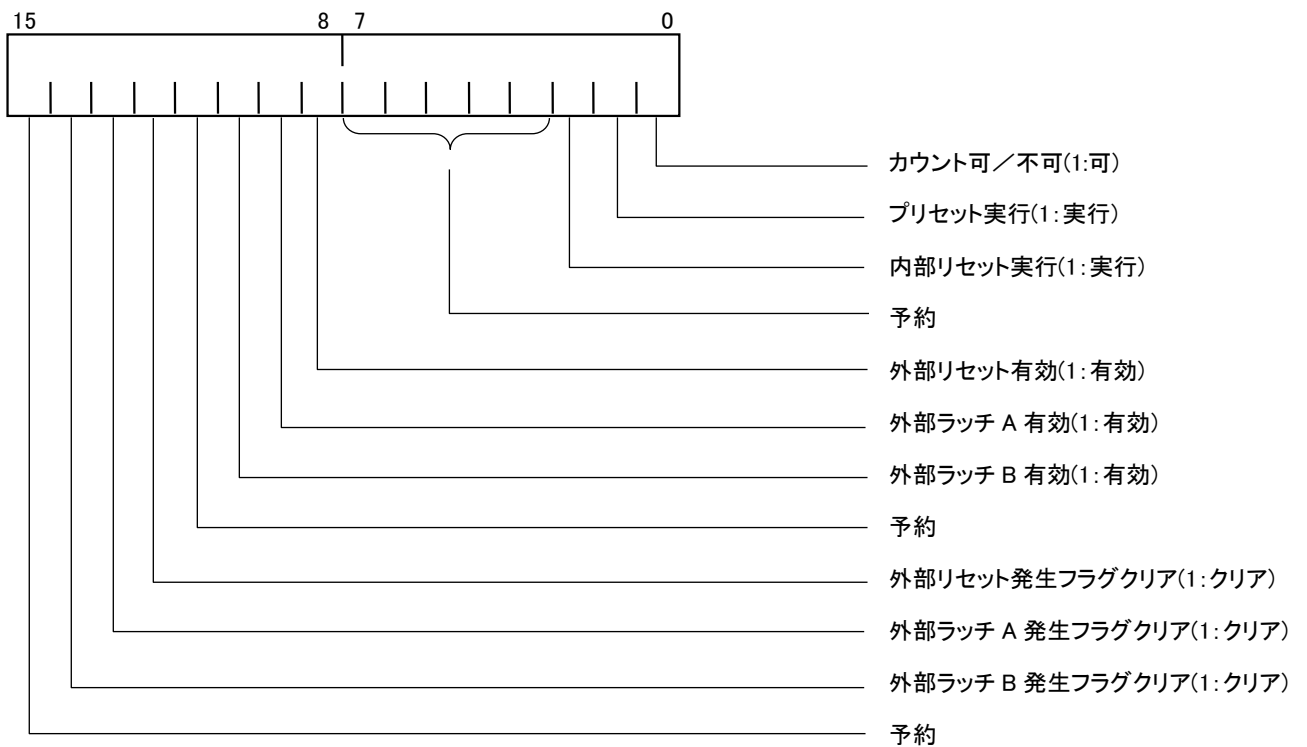 15 8 7 0
カウント可／不可(1:可)
プリセット実行(1:実行)
内部リセット実行(1:実行)
予約
外部リセット有効(1:有効)
外部ラッチ A 有効(1:有効)
外部ラッチ B 有効(1:有効)
予約
外部リセット発生フラグクリア(1:クリア)
外部ラッチ A 発生フラグクリア(1:クリア)
外部ラッチ B 発生フラグクリア(1:クリア)
予約